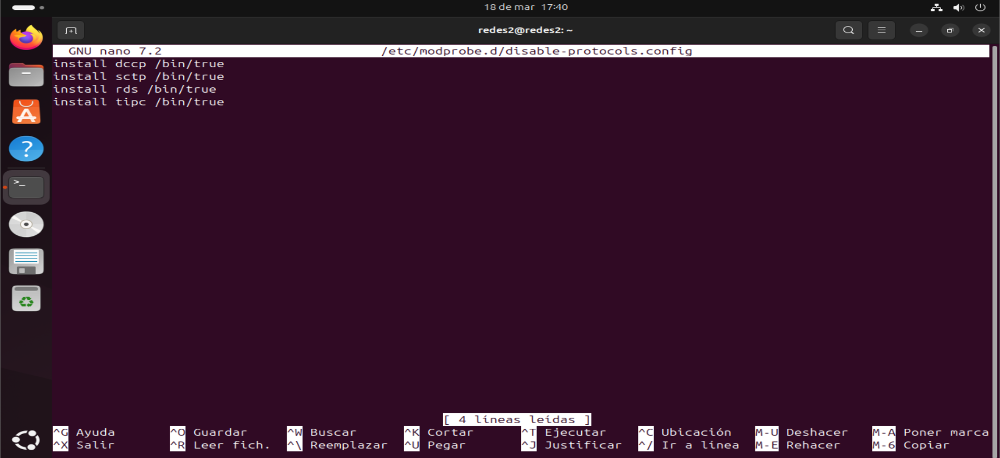 18 de mar 17:40
redes2@redes2: ~
GNU nano 7.2 /etc/modprobe.d/disable-protocols.config
install dccp /bin/true
install sctp /bin/true
install rds /bin/true
install tipc /bin/true
[ 4 líneas leídas ]
^G Ayuda ^O Guardar ^W Buscar ^K Cortar ^T Ejecutar ^C Ubicación M-U Deshacer M-A Poner marca
^X Salir ^R Leer fich. ^\ Reemplazar ^U Pegar ^J Justificar ^/ Ir a línea M-E Rehacer M-6 Copiar